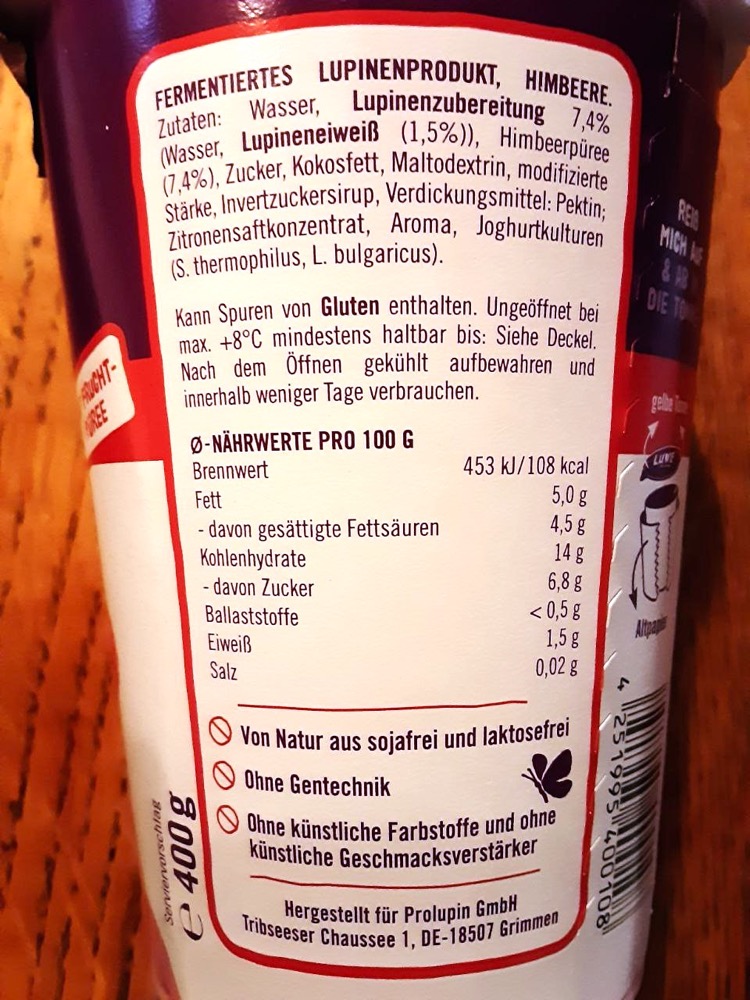 FERMENTIERTES LUPINENPRODUKT, HIMBEERE.
Zutaten: Wasser, Lupinenzubereitung 7,4%
(Wasser, Lupineneiweiß (1,5%)), Himbeerpüree
(7,4%), Zucker, Kokosfett, Maltodextrin, modifizierte
Stärke, Invertzuckersirup, Verdickungsmittel: Pektin;
Zitronensaftkonzentrat, Aroma, Joghurtkulturen
(S. thermophilus, L. bulgaricus).
Kann Spuren von Gluten enthalten. Ungeöffnet bei
max. +8°C mindestens haltbar bis: Siehe Deckel.
Nach dem Öffnen gekühlt aufbewahren und
innerhalb weniger Tage verbrauchen.
Ø-NÄHRWERTE PRO 100 G
Brennwert 453 kJ/108 kcal
Fett 5,0 g
- davon gesättigte Fettsäuren 4,5 g
Kohlenhydrate 14 g
- davon Zucker 6,8 g
Ballaststoffe < 0,5 g
Eiweiß 1,5 g
Salz 0,02 g
Von Natur aus sojafrei und laktosefrei
Ohne Gentechnik
Ohne künstliche Farbstoffe und ohne
künstliche Geschmacksverstärker
Hergestellt für Prolupin GmbH
Tribseeser Chaussee 1, DE-18507 Grimmen
Serviervorschlag
e 400 g
MICH
DIE
gelbe
LUVE
4 251995 400108